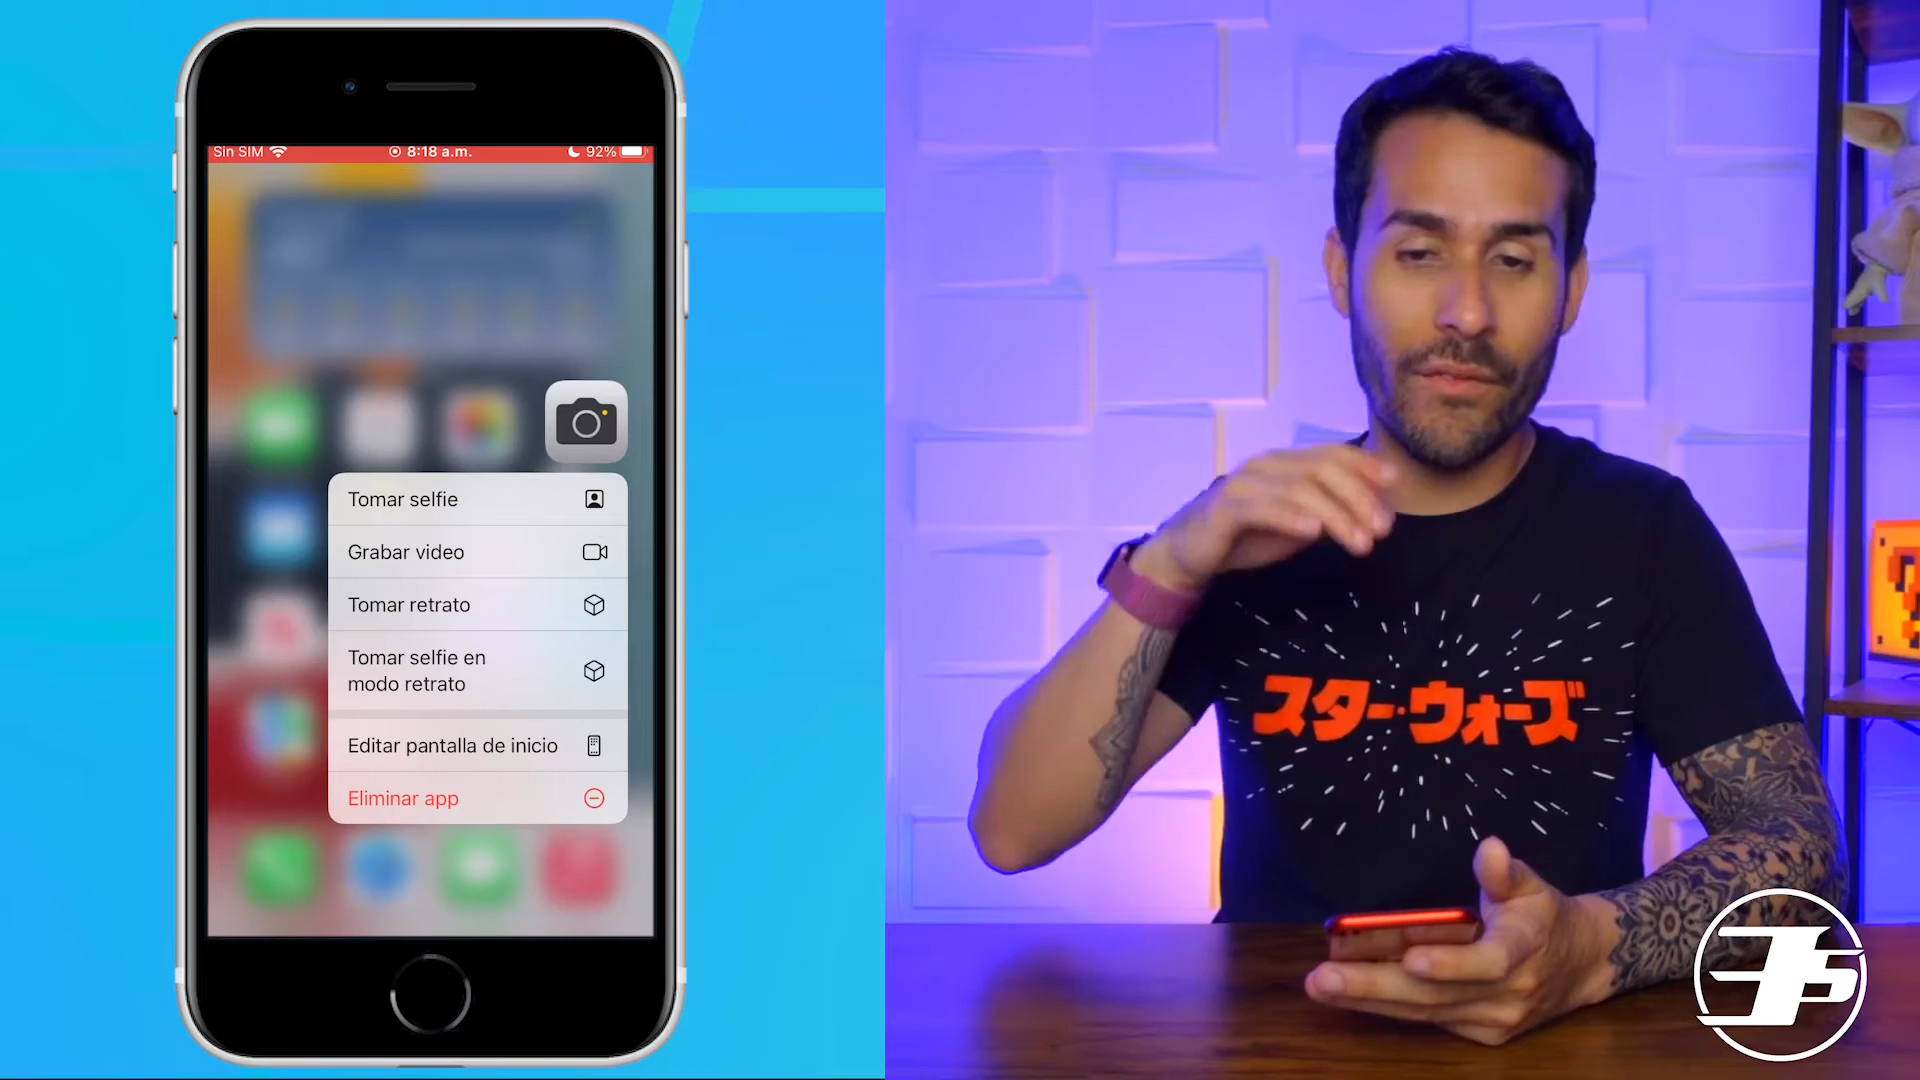 Sin SIM
8:18 a.m.
92%
Tomar selfie
Grabar video
Tomar retrato
Tomar selfie en
modo retrato
Editar pantalla de inicio
Eliminar app
スター・ウォーズ